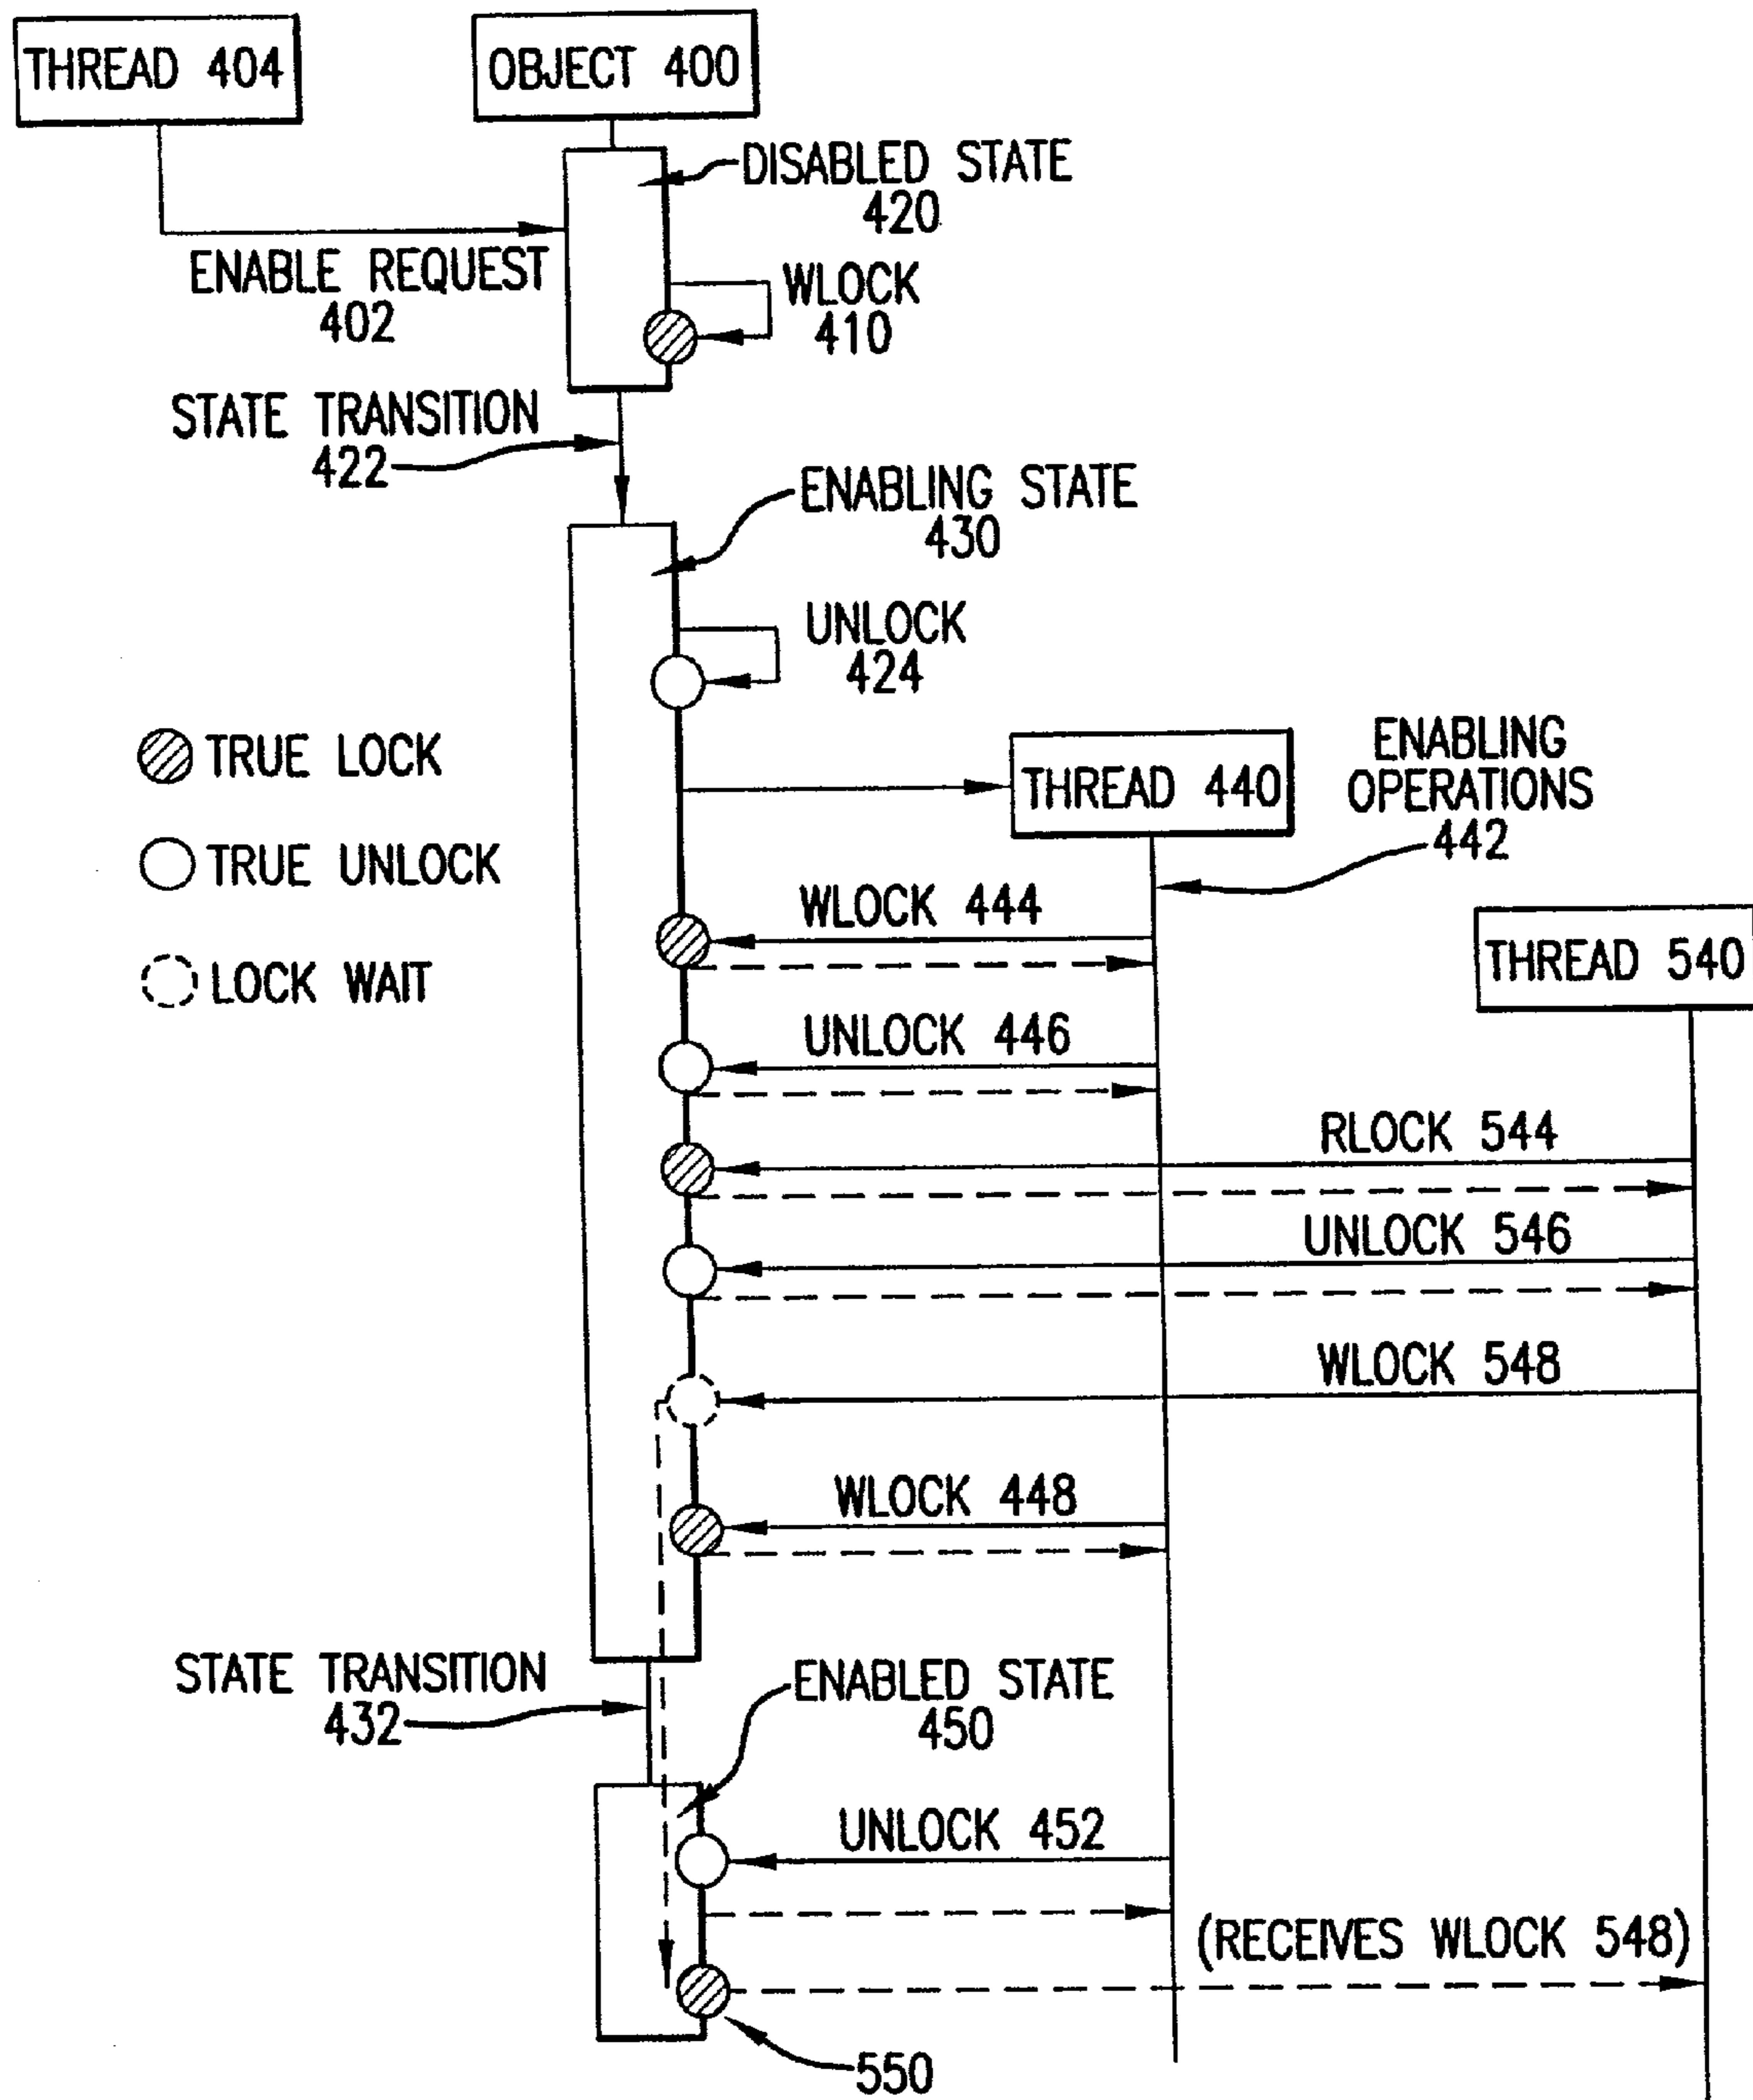 THREAD 404
OBJECT 400
DISABLED STATE
420
ENABLE REQUEST
402
WLOCK
410
STATE TRANSITION
422
ENABLING STATE
430
UNLOCK
424
TRUE LOCK
TRUE UNLOCK
LOCK WAIT
THREAD 440
ENABLING
OPERATIONS
442
WLOCK 444
THREAD 540
UNLOCK 446
RLOCK 544
UNLOCK 546
WLOCK 548
WLOCK 448
STATE TRANSITION
432
ENABLED STATE
450
UNLOCK 452
(RECEIVES WLOCK 548)
550